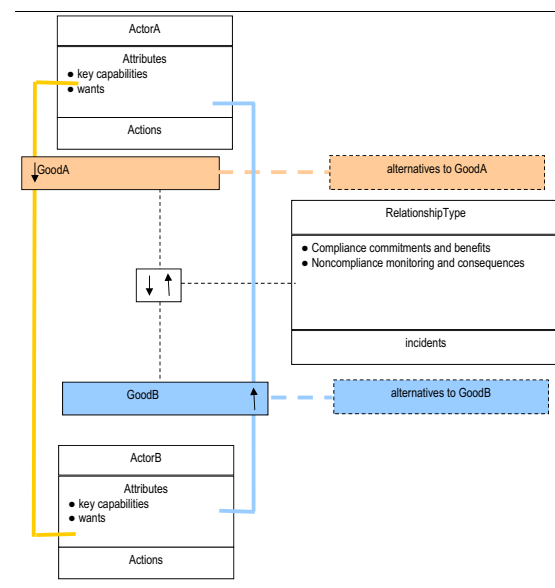 ActorA
Attributes
● key capabilities
● wants
Actions
GoodA
alternatives to GoodA
RelationshipType
● Compliance commitments and benefits
● Noncompliance monitoring and consequences
incidents
GoodB
alternatives to GoodB
ActorB
Attributes
● key capabilities
● wants
Actions